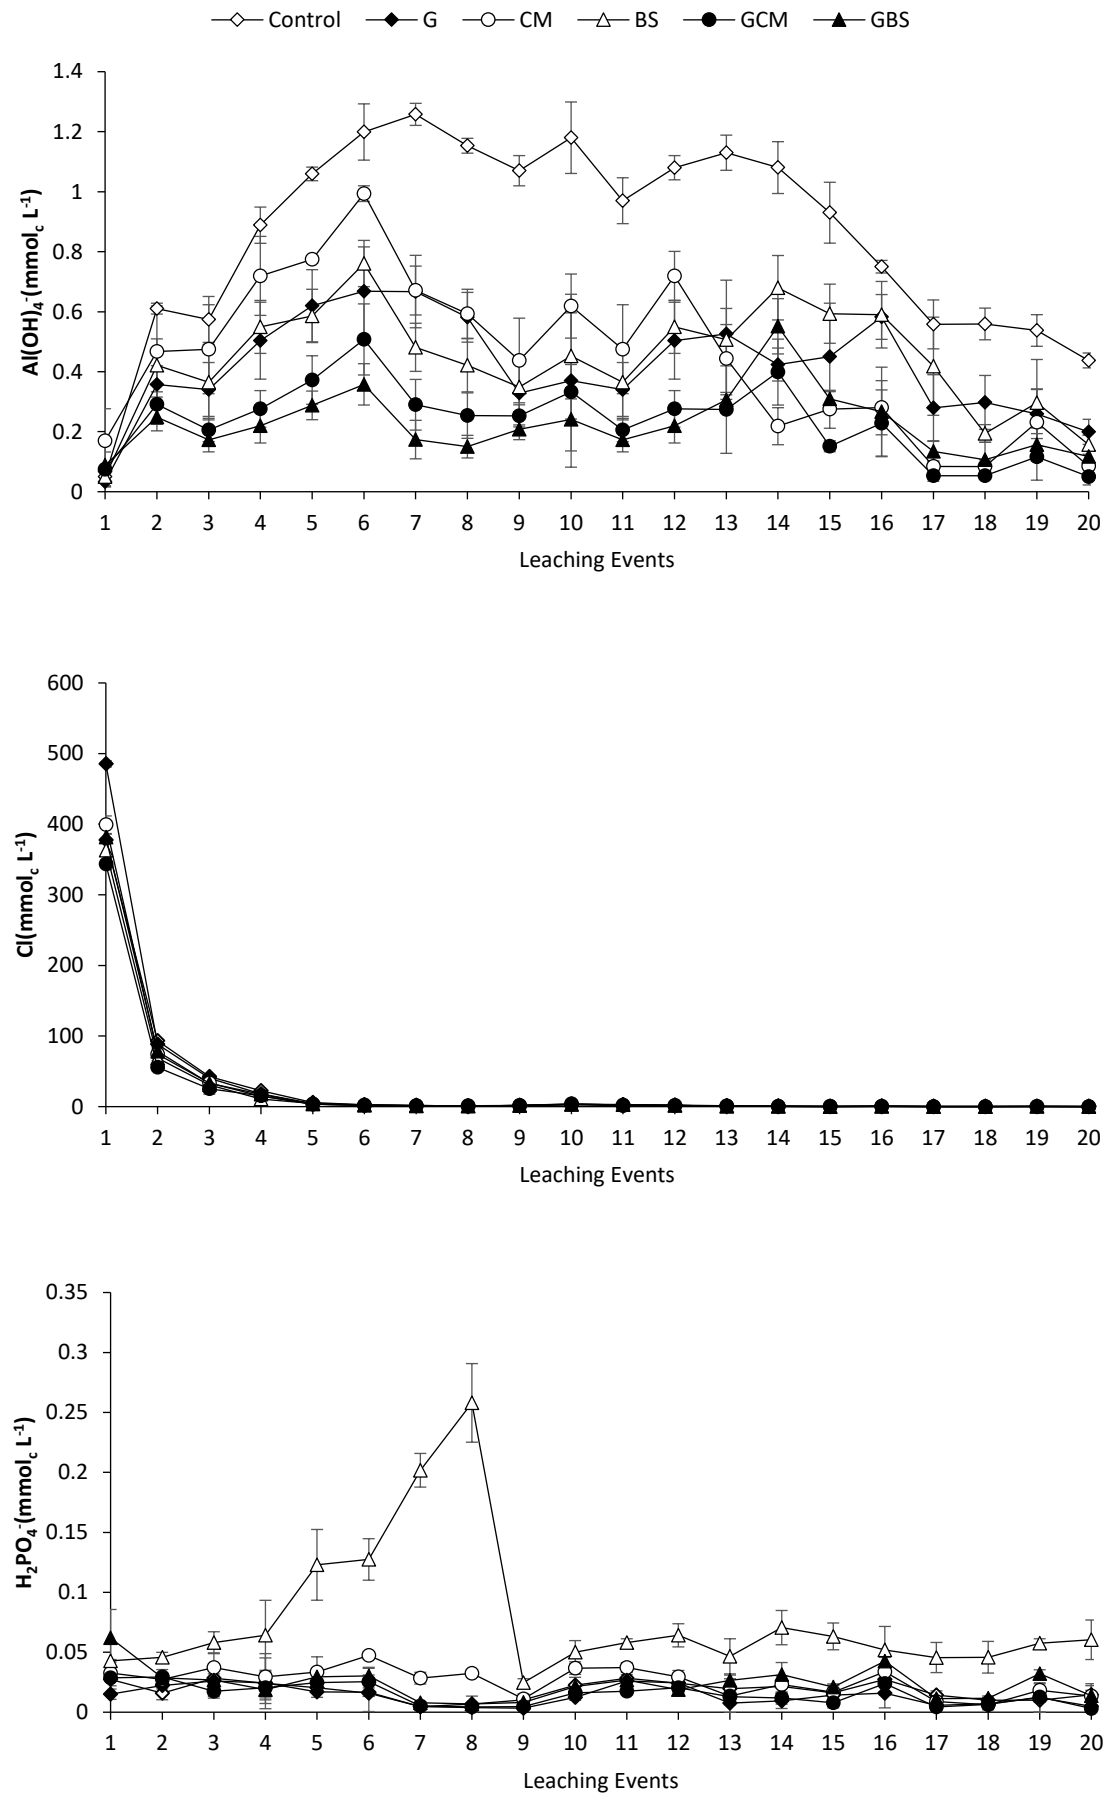 Control G CM BS GCM GBS
Al(OH)₄⁻(mmol_c L⁻¹)
1.4
1.2
1
0.8
0.6
0.4
0.2
0
1 2 3 4 5 6 7 8 9 10 11 12 13 14 15 16 17 18 19 20
Leaching Events
Cl(mmol_c L⁻¹)
600
500
400
300
200
100
0
1 2 3 4 5 6 7 8 9 10 11 12 13 14 15 16 17 18 19 20
Leaching Events
H₂PO₄⁻(mmol_c L⁻¹)
0.35
0.3
0.25
0.2
0.15
0.1
0.05
0
1 2 3 4 5 6 7 8 9 10 11 12 13 14 15 16 17 18 19 20
Leaching Events